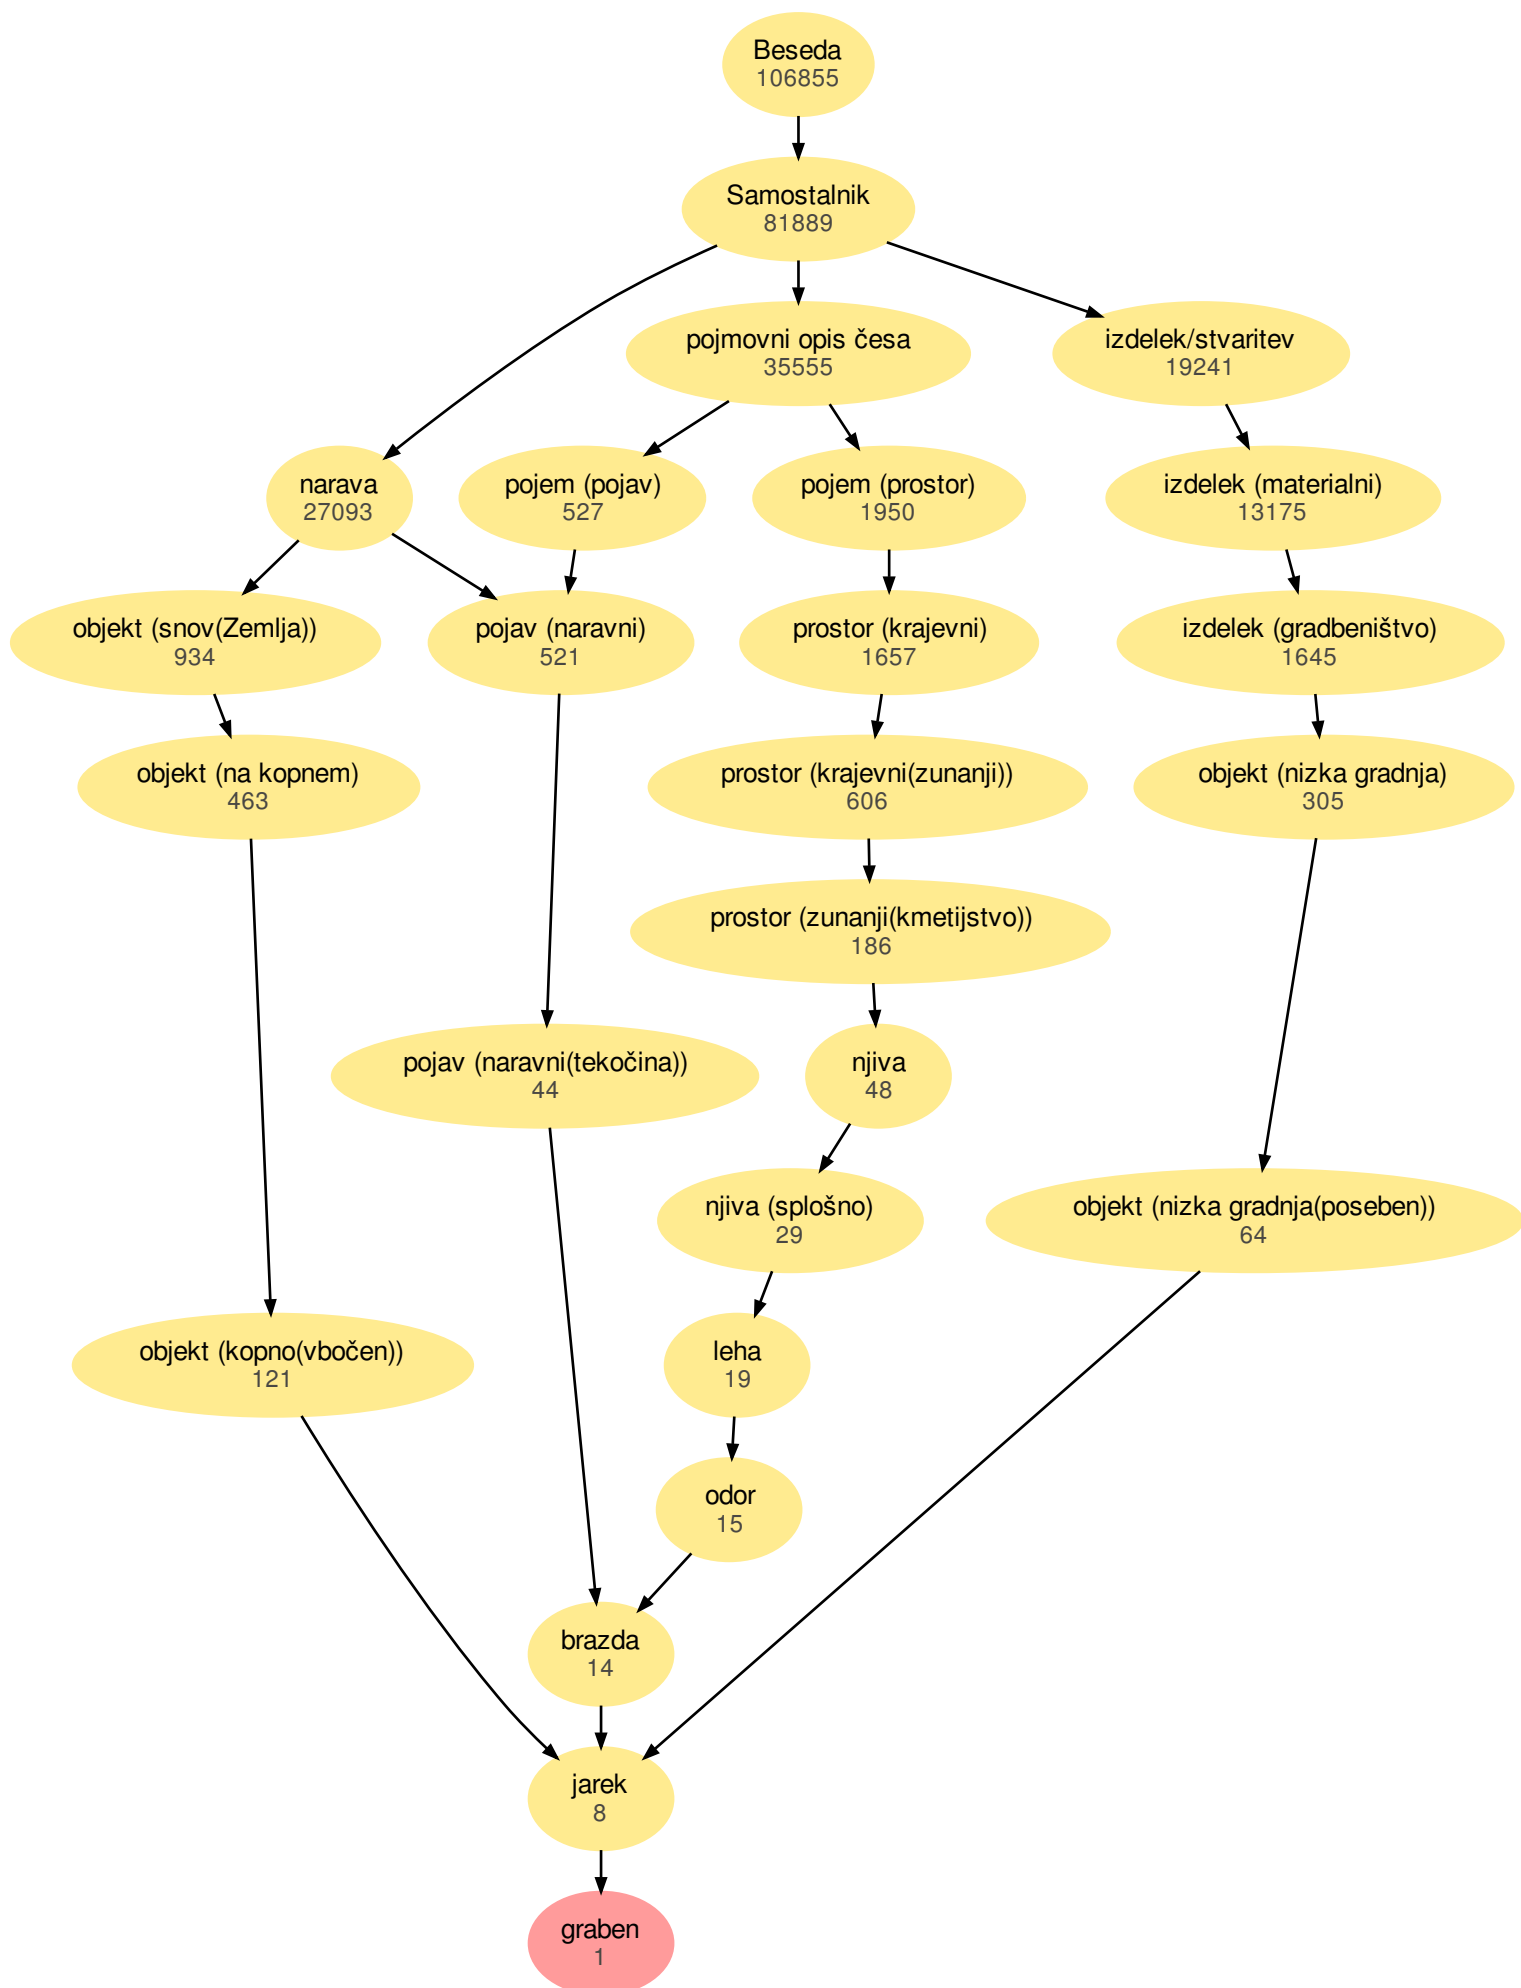 Beseda
106855
Samostalnik
81889
pojmovni opis česa
35555
izdelek/stvaritev
19241
narava
27093
pojem (pojav)
527
pojem (prostor)
1950
izdelek (materialni)
13175
objekt (snov(Zemlja))
934
pojav (naravni)
521
prostor (krajevni)
1657
izdelek (gradbeništvo)
1645
objekt (na kopnem)
463
prostor (krajevni(zunanji))
606
objekt (nizka gradnja)
305
prostor (zunanji(kmetijstvo))
186
pojav (naravni(tekočina))
44
njiva
48
njiva (splošno)
29
objekt (nizka gradnja(poseben))
64
objekt (kopno(vbočen))
121
leha
19
odor
15
brazda
14
jarek
8
graben
1